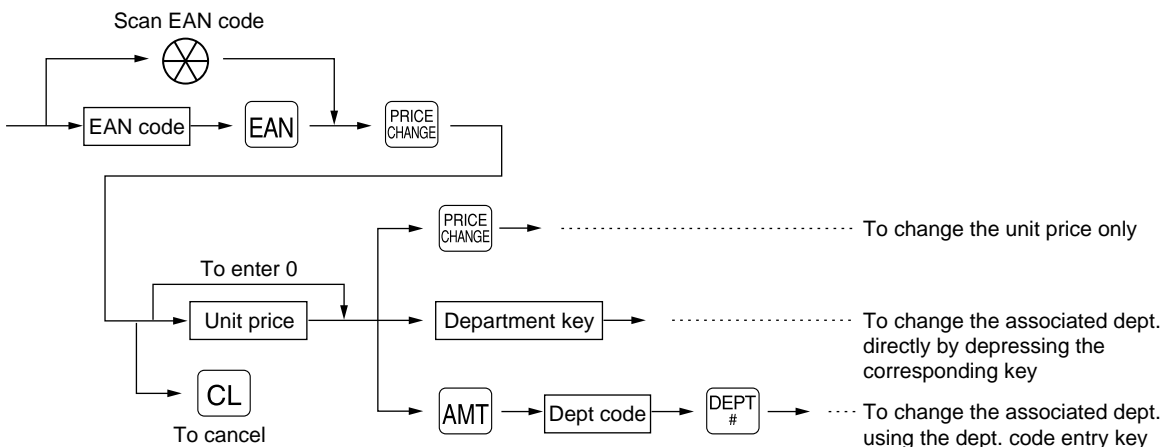 Scan EAN code
EAN code
EAN
PRICE
CHANGE
PRICE
CHANGE
To change the unit price only
To enter 0
Unit price
Department key
To change the associated dept.
directly by depressing the
corresponding key
CL
To cancel
AMT
Dept code
DEPT
#
To change the associated dept.
using the dept. code entry key